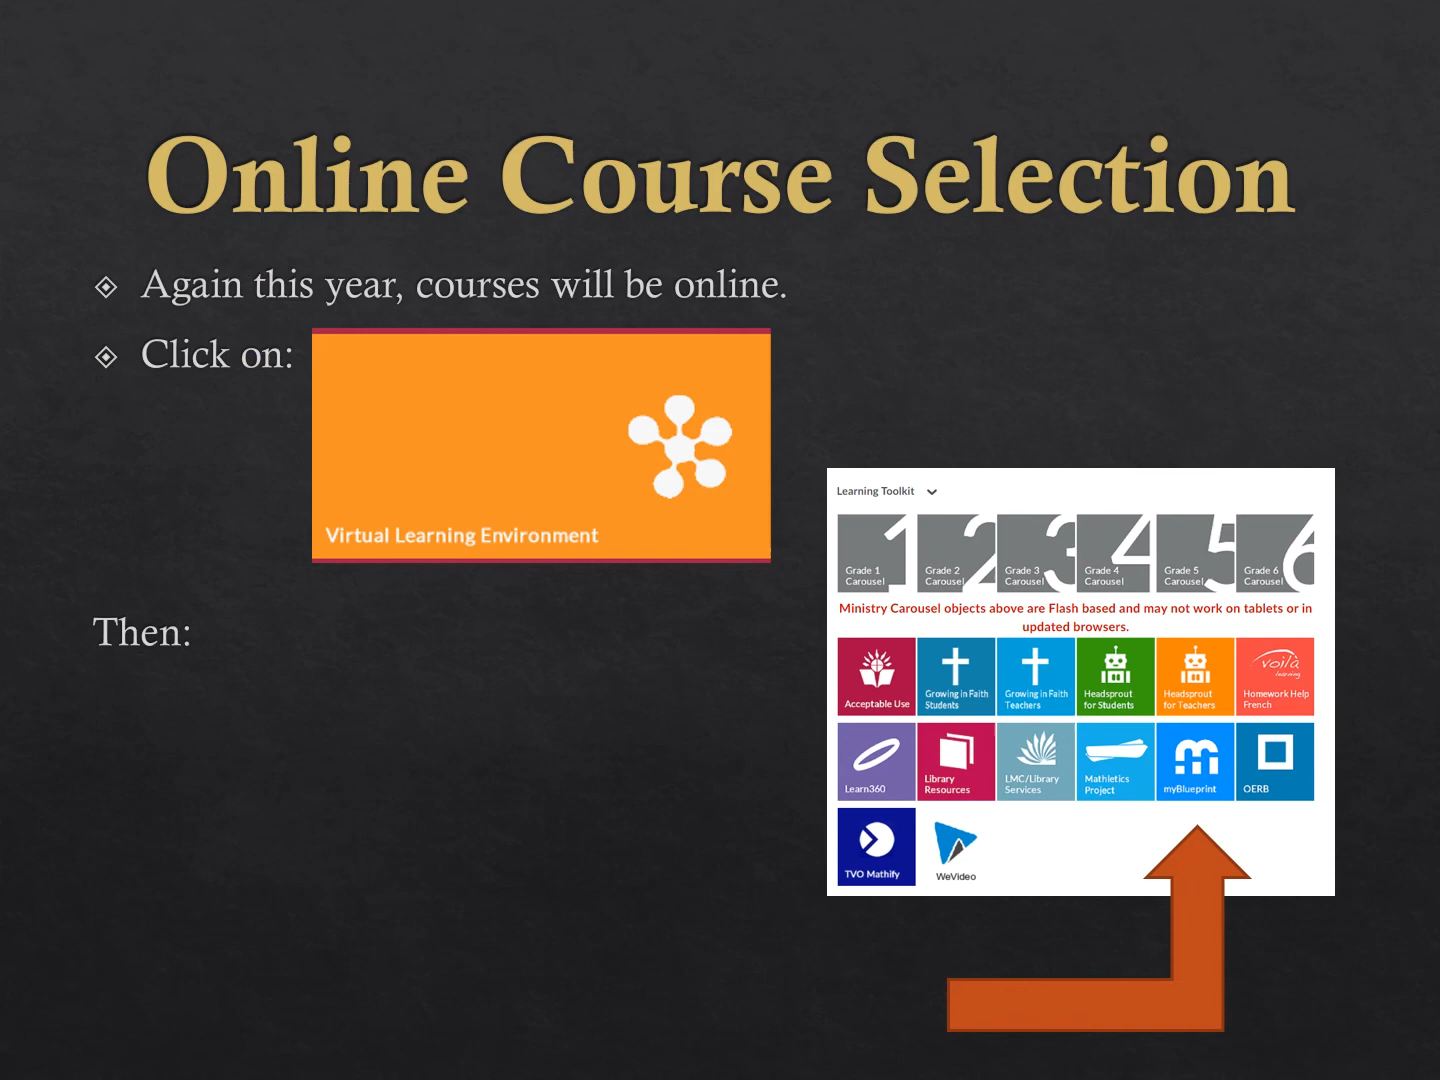 Online Course Selection
Again this year, courses will be online.
Click on:
Virtual Learning Environment
Then:
Learning Toolkit
1 2 3 4 5 6
Grade 1 Grade 2 Grade 3 Grade 4 Grade 5 Grade 6
Carousel Carousel Carousel Carousel Carousel Carousel
Ministry Carousel objects above are Flash based and may not work on tablets or in
updated browsers.
voilà
learning
Acceptable Use
Growing in Faith
Students
Growing in Faith
Teachers
Headsprout
for Students
Headsprout
for Teachers
Homework Help
French
Learn360
Library
Resources
LMC/Library
Services
Mathletics
Project
myBlueprint
OERB
TVO Mathify
WeVideo